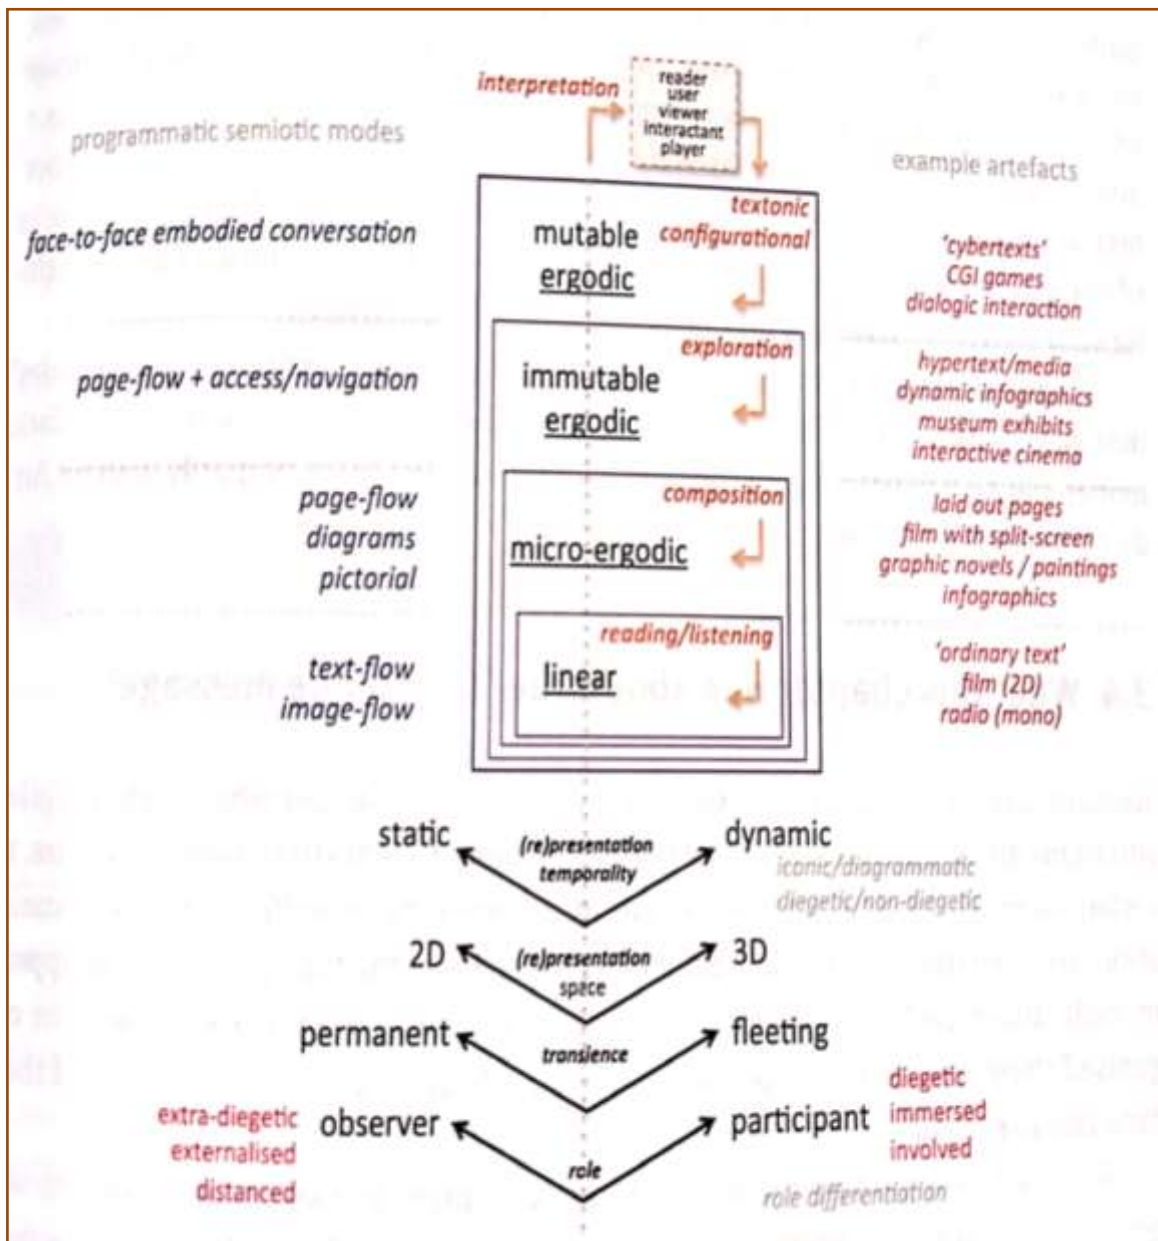 reader
interpretation
user
viewer
interactant
player
programmatic semiotic modes
example artefacts
textonic
face-to-face embodied conversation
mutable
configurational
ergodic
'cybertexts'
CGI games
dialogic interaction
exploration
page-flow + access/navigation
immutable
ergodic
hypertext/media
dynamic infographics
museum exhibits
interactive cinema
page-flow
diagrams
pictorial
composition
micro-ergodic
laid out pages
film with split-screen
graphic novels / paintings
infographics
reading/listening
text-flow
image-flow
linear
'ordinary text'
film (2D)
radio (mono)
static
(re)presentation
temporality
dynamic
iconic/diagrammatic
diegetic/non-diegetic
2D
(re)presentation
space
3D
permanent
transience
fleeting
extra-diegetic
externalised
distanced
observer
role
participant
diegetic
immersed
involved
role differentiation